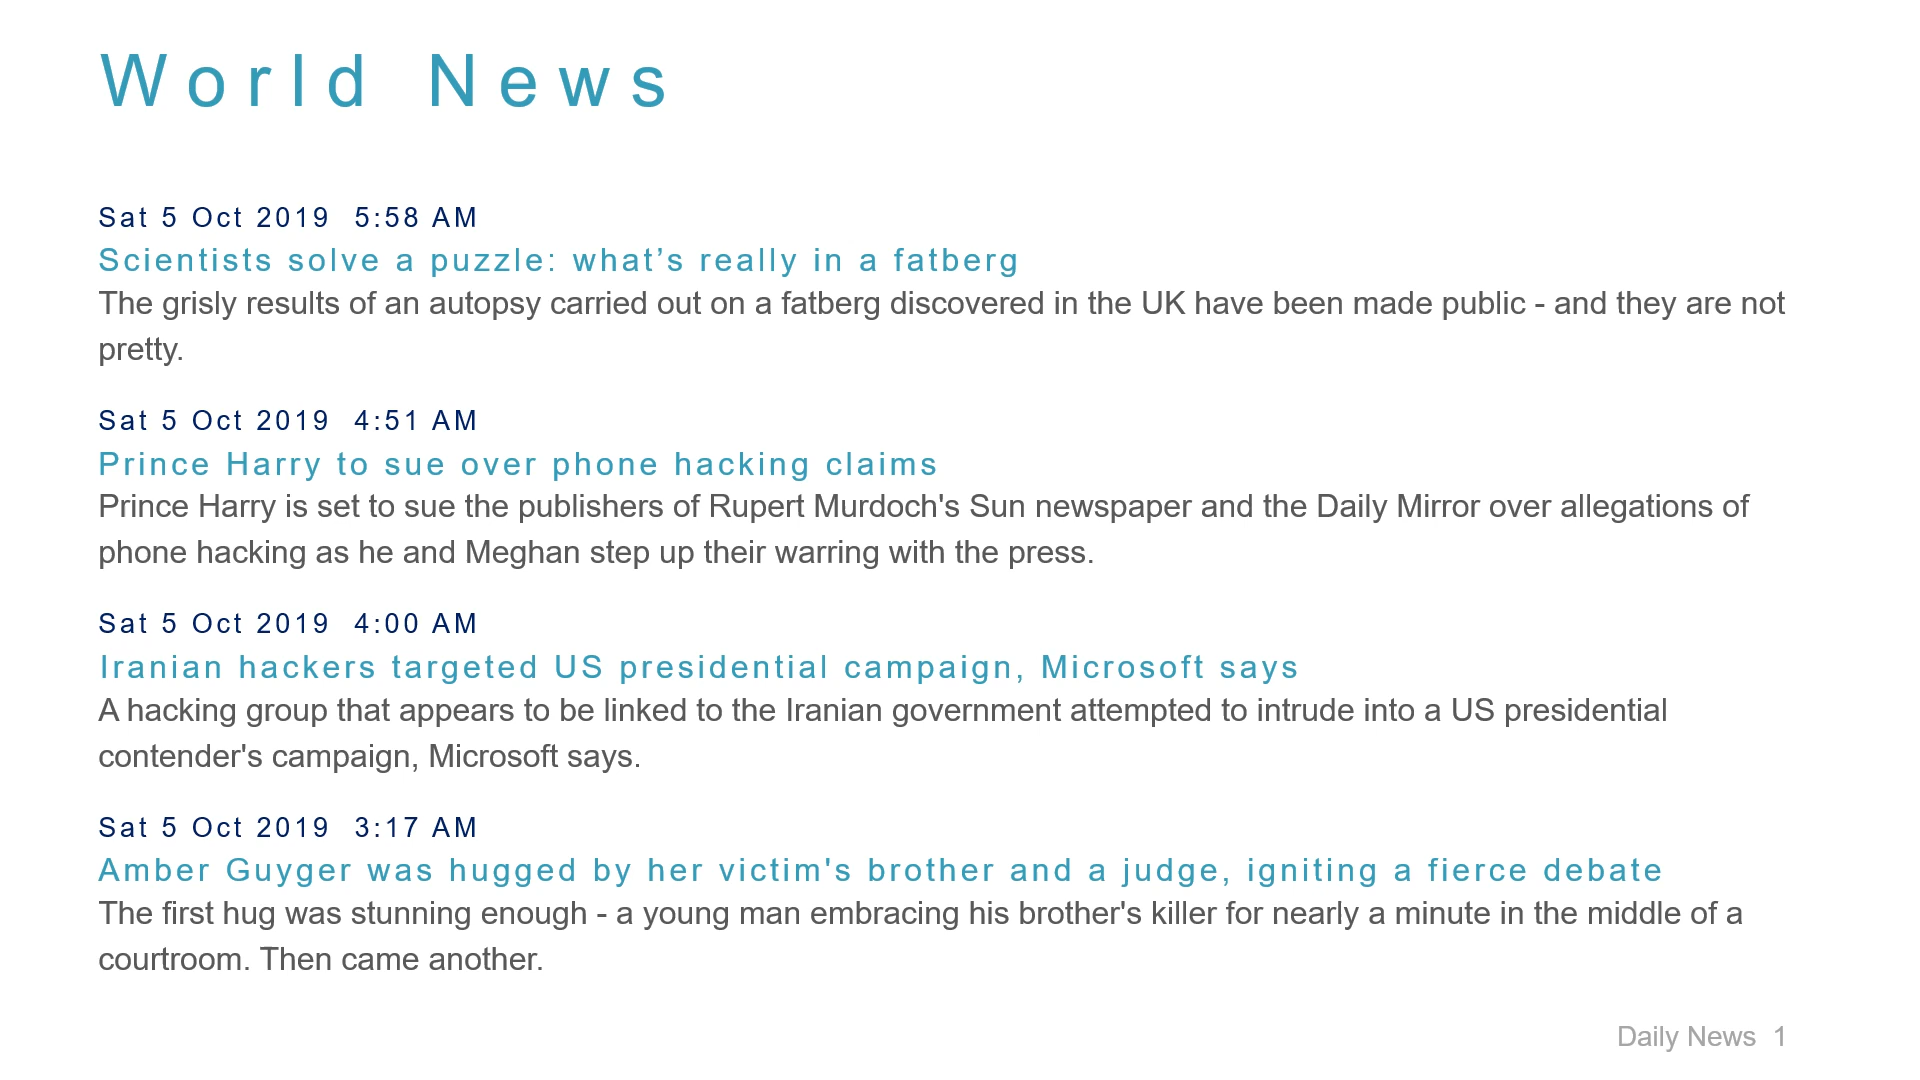 World News
Sat 5 Oct 2019  5:58 AM
Scientists solve a puzzle: what’s really in a fatberg
The grisly results of an autopsy carried out on a fatberg discovered in the UK have been made public - and they are not
pretty.
Sat 5 Oct 2019  4:51 AM
Prince Harry to sue over phone hacking claims
Prince Harry is set to sue the publishers of Rupert Murdoch's Sun newspaper and the Daily Mirror over allegations of
phone hacking as he and Meghan step up their warring with the press.
Sat 5 Oct 2019  4:00 AM
Iranian hackers targeted US presidential campaign, Microsoft says
A hacking group that appears to be linked to the Iranian government attempted to intrude into a US presidential
contender's campaign, Microsoft says.
Sat 5 Oct 2019  3:17 AM
Amber Guyger was hugged by her victim's brother and a judge, igniting a fierce debate
The first hug was stunning enough - a young man embracing his brother's killer for nearly a minute in the middle of a
courtroom. Then came another.
Daily News  1